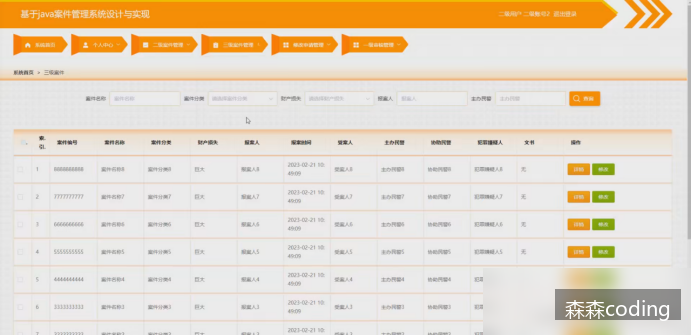 基于java案件管理系统设计与实现
二级用户 二级账号2 退出登录
系统首页 个人中心 二级案件管理 三级案件管理
系统首页 > 三级案件
案件名称 案件名称 案件分类 请选择案件分类 财产损失 请选择财产损失 报案人 报案人 主办民警 主办民警 查询
索引 案件编号 案件名称 案件分类 财产损失 报案人 报案时间 受案人 主办民警 协助民警 犯罪嫌疑人 文书 操作
1 8888888888 案件名称8 案件分类8 巨大 报案人8 2023-02-21 10:49:09 受案人8 主办民警8 协助民警8 犯罪嫌疑人8 无 详情 修改
2 7777777777 案件名称7 案件分类7 巨大 报案人7 2023-02-21 10:49:09 受案人7 主办民警7 协助民警7 犯罪嫌疑人7 无 详情 修改
3 6666666666 案件名称6 案件分类6 巨大 报案人6 2023-02-21 10:49:09 受案人6 主办民警6 协助民警6 犯罪嫌疑人6 无 详情 修改
4 5555555555 案件名称5 案件分类5 巨大 报案人5 2023-02-21 10:49:09 受案人5 主办民警5 协助民警5 犯罪嫌疑人5 无 详情 修改
5 4444444444 案件名称4 案件分类4 巨大 报案人4 2023-02-21 10:49:09 受案人4 主办民警4 协助民警4
6 3333333333 案件名称3 案件分类3 巨大 报案人3 2023-02-21 10:49:09 受案人3 主办民警3 协助民警3
森森coding